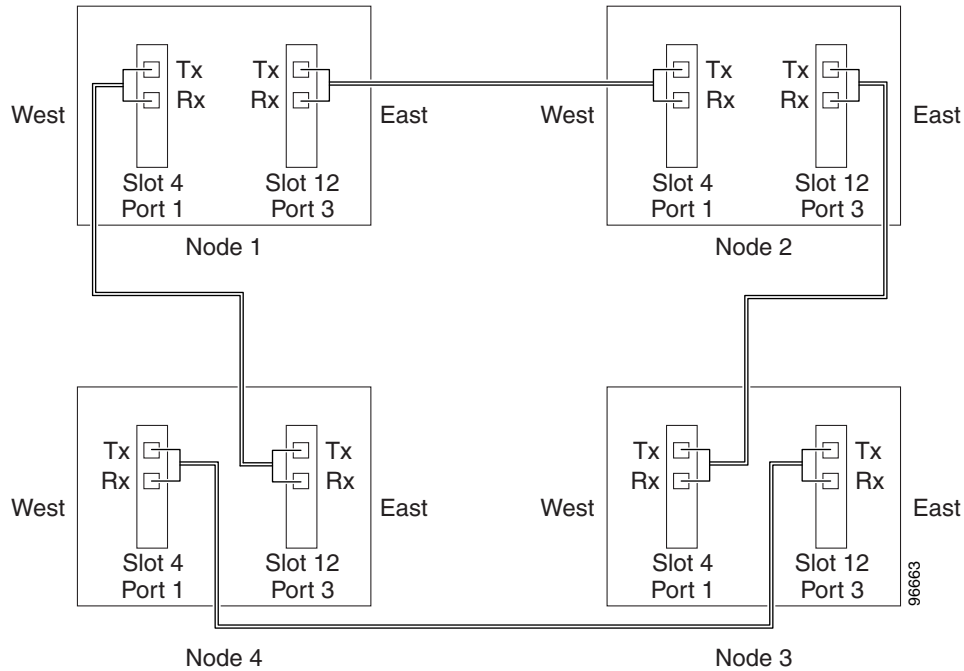 Tx Tx Tx Tx
Rx Rx Rx Rx
West East West East
Slot 4 Slot 12 Slot 4 Slot 12
Port 1 Port 3 Port 1 Port 3
Node 1 Node 2
Tx Tx Tx Tx
Rx Rx Rx Rx
West East West East
Slot 4 Slot 12 Slot 4 Slot 12
Port 1 Port 3 Port 1 Port 3
96663
Node 4 Node 3